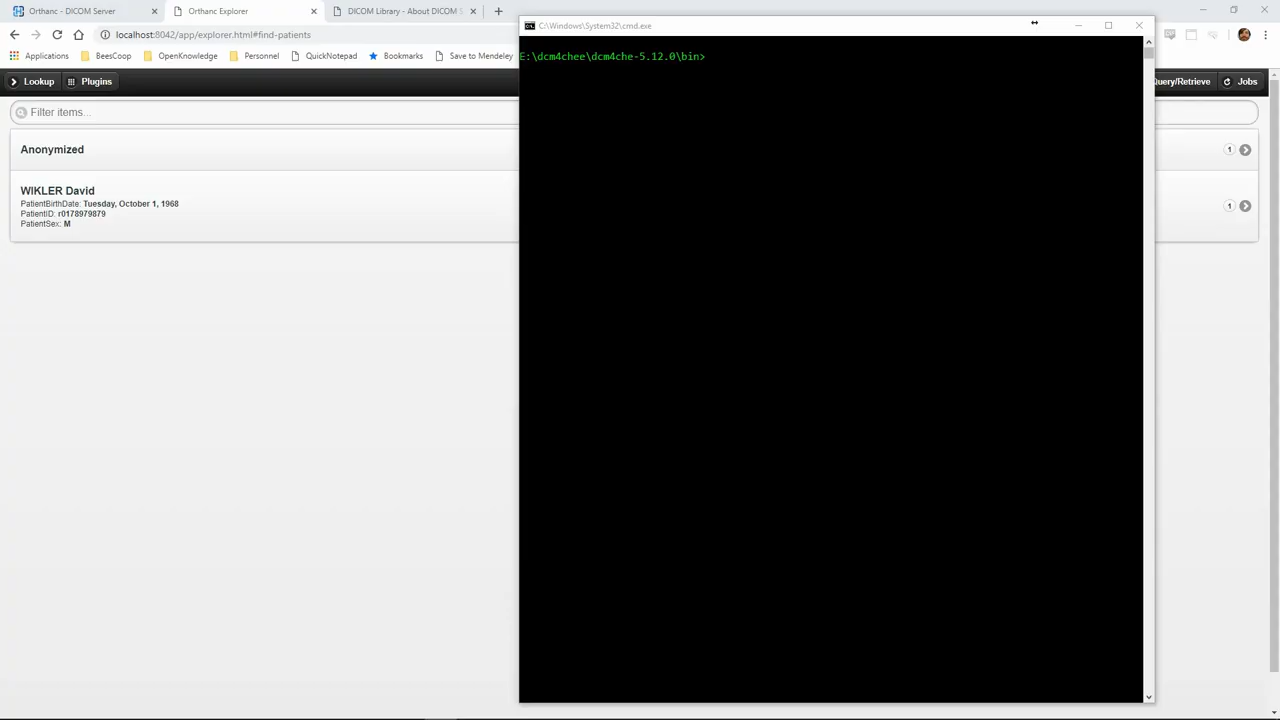 Orthanc - DICOM Server
Orthanc Explorer
DICOM Library - About DICOM S
C:\Windows\System32\cmd.exe
localhost:8042/app/explorer.html#find-patients
Applications
BeesCoop
OpenKnowledge
Personnel
QuickNotepad
Bookmarks
Save to Mendeley
E:\dcm4chee\dcm4che-5.12.0\bin>
Lookup
Plugins
Query/Retrieve
Jobs
Filter items...
Anonymized
1
WIKLER David
PatientBirthDate: Tuesday, October 1, 1968
PatientID: r0178979879
PatientSex: M
1